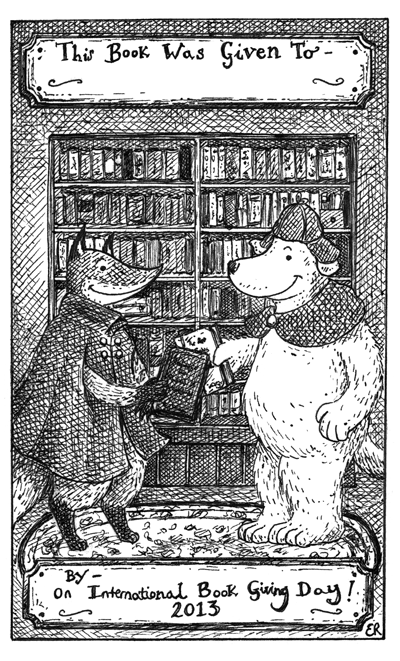 This Book Was Given To -
By -
on International Book Giving Day!
2013
ER